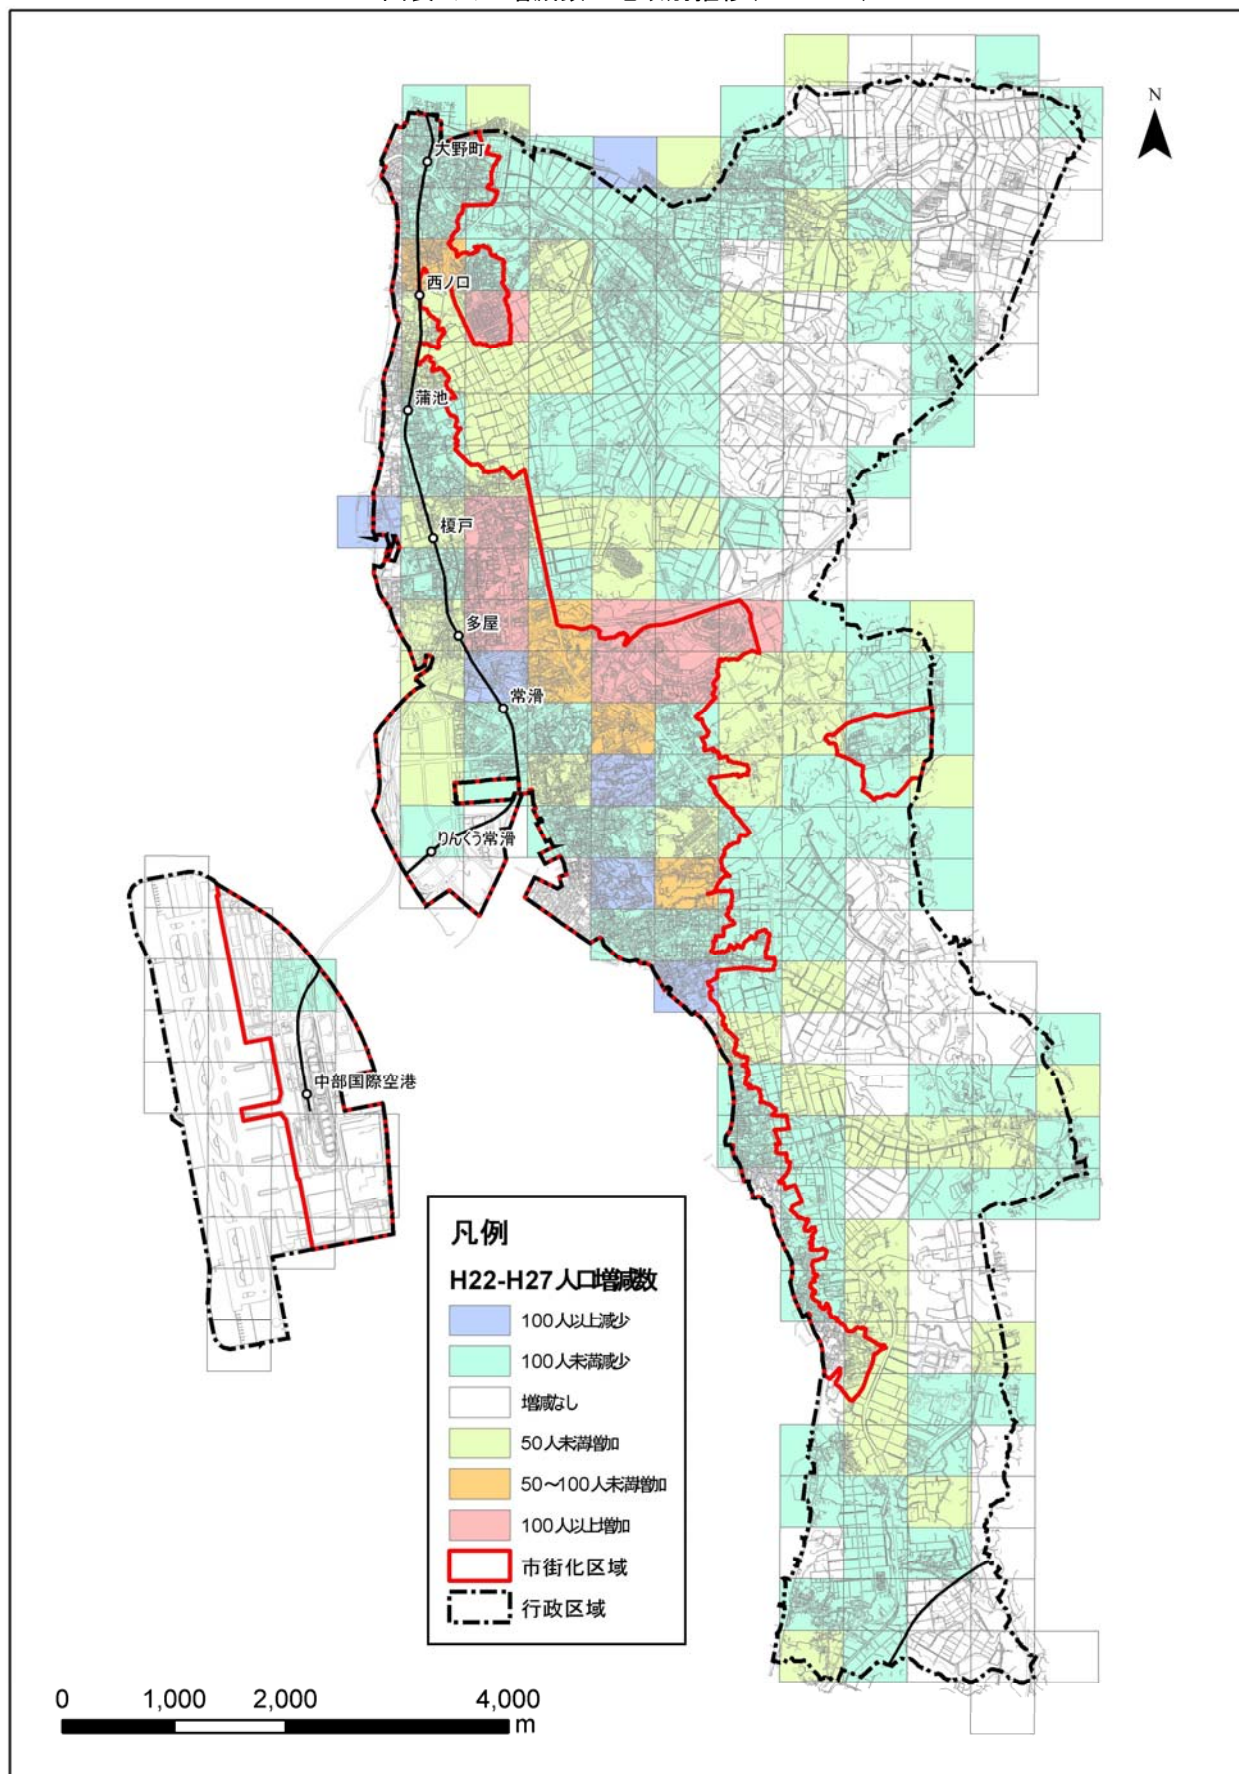 N
大野町
西ノ口
蒲池
榎戸
多屋
常滑
りんくう常滑
中部国際空港
凡例
H22-H27人口増減数
100人以上減少
100人未満減少
増減なし
50人未満増加
50～100人未満増加
100人以上増加
市街化区域
行政区域
0 1,000 2,000 4,000
m